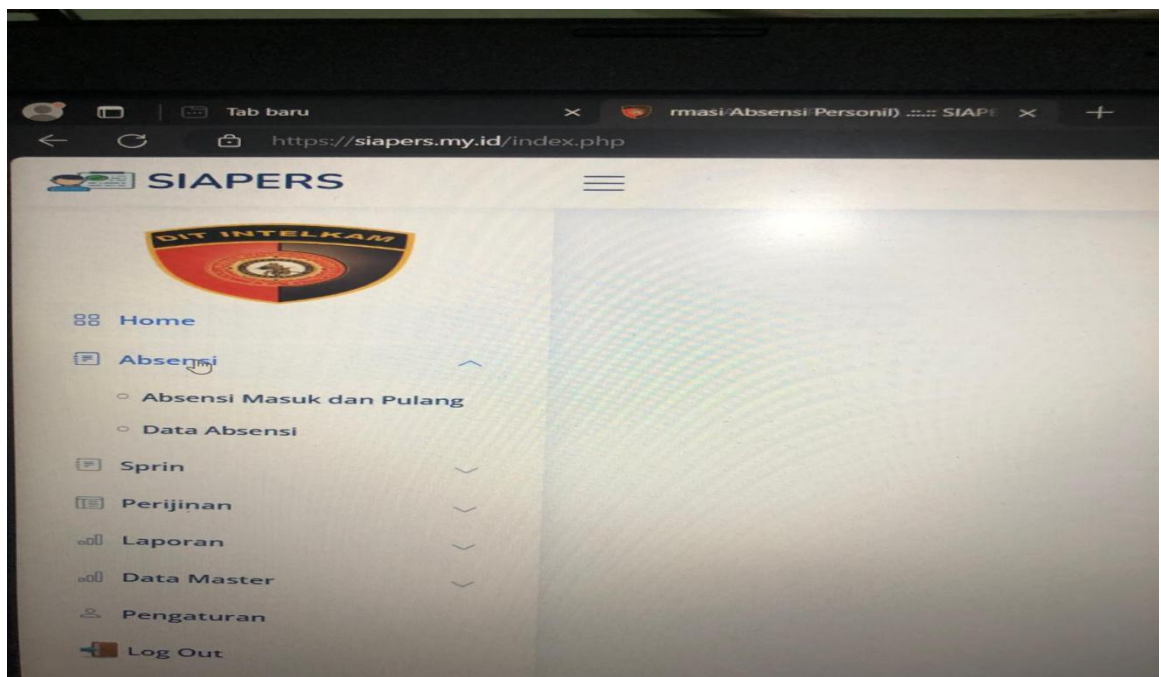 Tab baru
rmasi Absensi Personil) .::.:: SIAPE
https://siapers.my.id/index.php
SIAPERS
DIT INTELKAM
Home
Absensi
Absensi Masuk dan Pulang
Data Absensi
Sprin
Perijinan
Laporan
Data Master
Pengaturan
Log Out